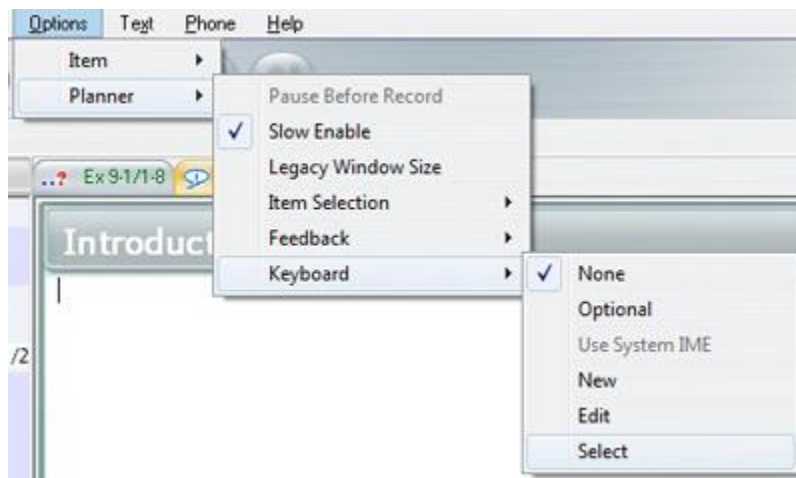 Options Text Phone Help
Item
Planner
Pause Before Record
Slow Enable
Legacy Window Size
Item Selection
Feedback
Keyboard
None
Optional
Use System IME
New
Edit
Select
..? Ex 9-1/1-8
Introduct
/2